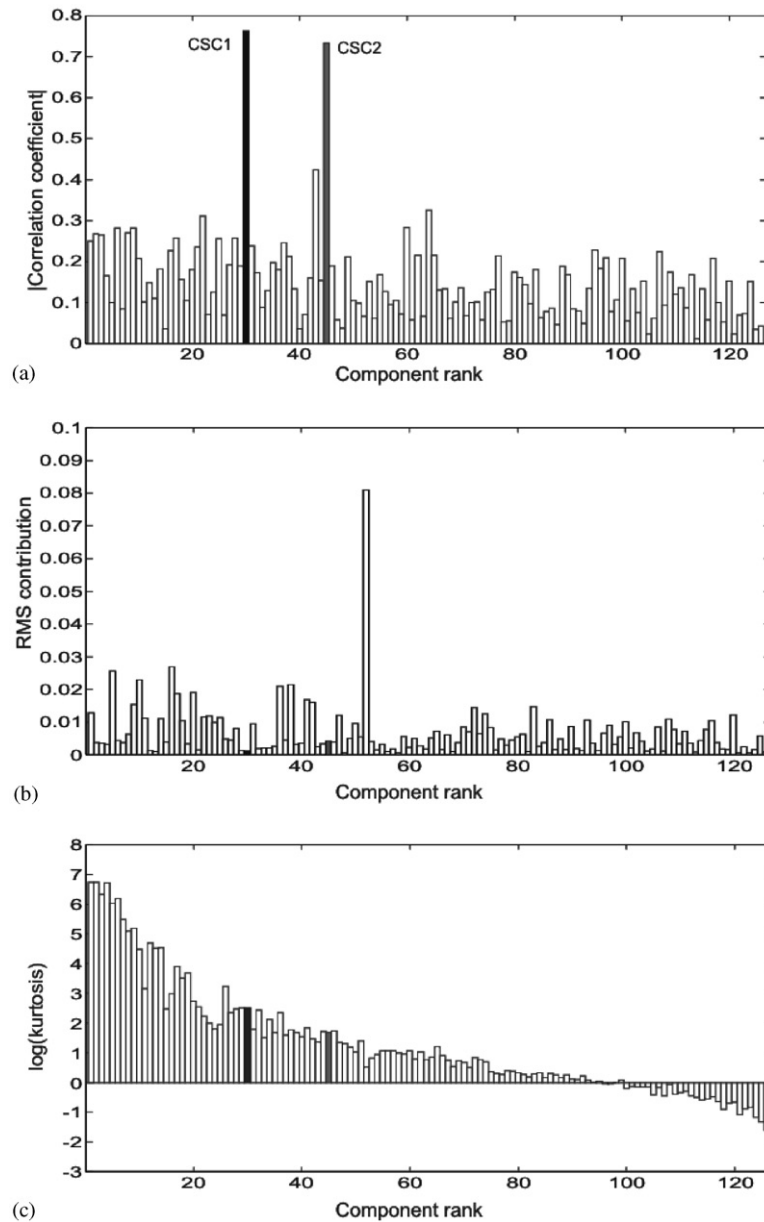 0.8
0.7
0.6
0.5
0.4
0.3
0.2
0.1
0
|Correlation coefficient|
CSC1
CSC2
20 40 60 80 100 120
Component rank
(a)
0.1
0.09
0.08
0.07
0.06
0.05
0.04
0.03
0.02
0.01
0
RMS contribution
20 40 60 80 100 120
Component rank
(b)
8
7
6
5
4
3
2
1
0
-1
-2
-3
log(kurtosis)
20 40 60 80 100 120
Component rank
(c)